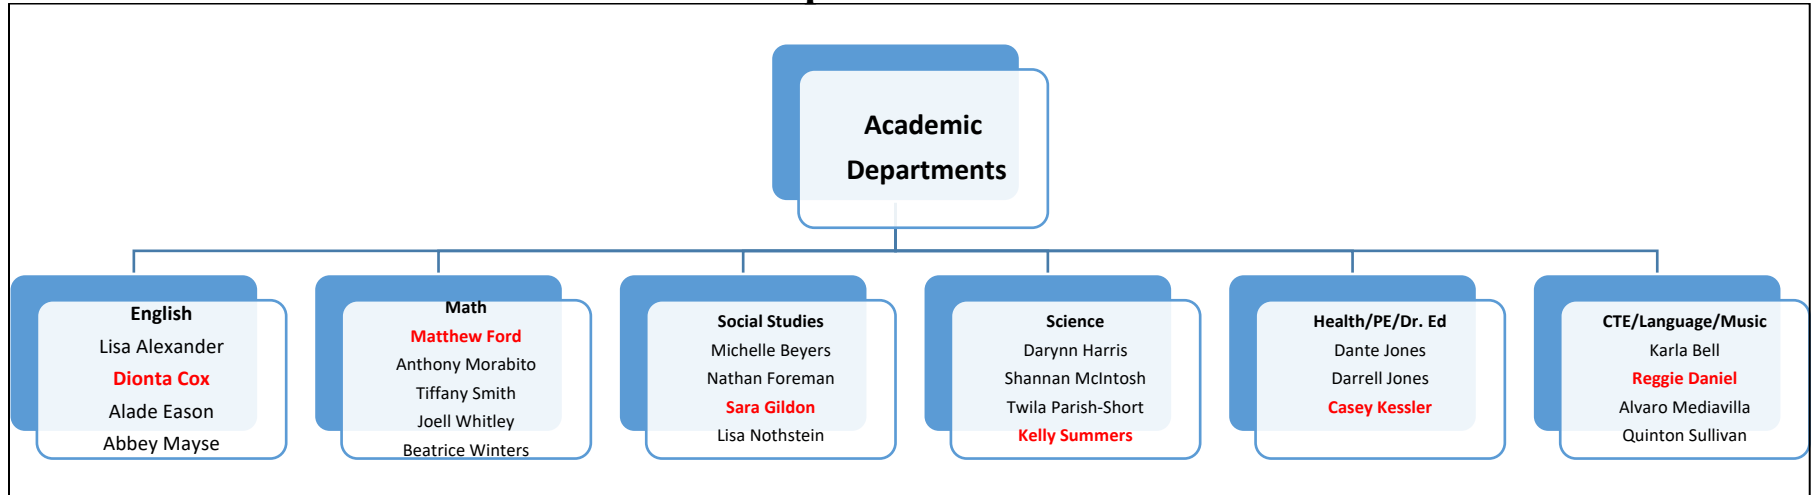 Academic
Departments
English
Lisa Alexander
Dionta Cox
Alade Eason
Abbey Mayse
Math
Matthew Ford
Anthony Morabito
Tiffany Smith
Joell Whitley
Beatrice Winters
Social Studies
Michelle Beyers
Nathan Foreman
Sara Gildon
Lisa Nothstein
Science
Darynn Harris
Shannan McIntosh
Twila Parish-Short
Kelly Summers
Health/PE/Dr. Ed
Dante Jones
Darrell Jones
Casey Kessler
CTE/Language/Music
Karla Bell
Reggie Daniel
Alvaro Mediavilla
Quinton Sullivan